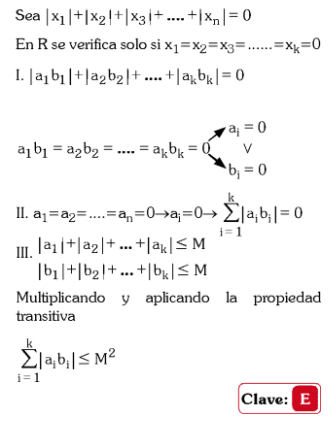 Sea |x₁|+|x₂|+|x₃|+....+|xₙ|= 0
En R se verifica solo si x₁=x₂=x₃=......=xₖ=0
I. |a₁b₁|+|a₂b₂|+ .... +|aₖbₖ|= 0
aᵢ = 0
a₁b₁ = a₂b₂ = .... = aₖbₖ = 0 ∨
bᵢ = 0
II. a₁=a₂=....=aₙ=0→aᵢ=0→ ∑|aᵢbᵢ|= 0
k
i = 1
III. |a₁|+|a₂|+ ... +|aₖ|≤ M
|b₁|+|b₂|+ ... +|bₖ|≤ M
Multiplicando y aplicando la propiedad
transitiva
k
∑|aᵢbᵢ|≤ M²
i = 1
Clave: E